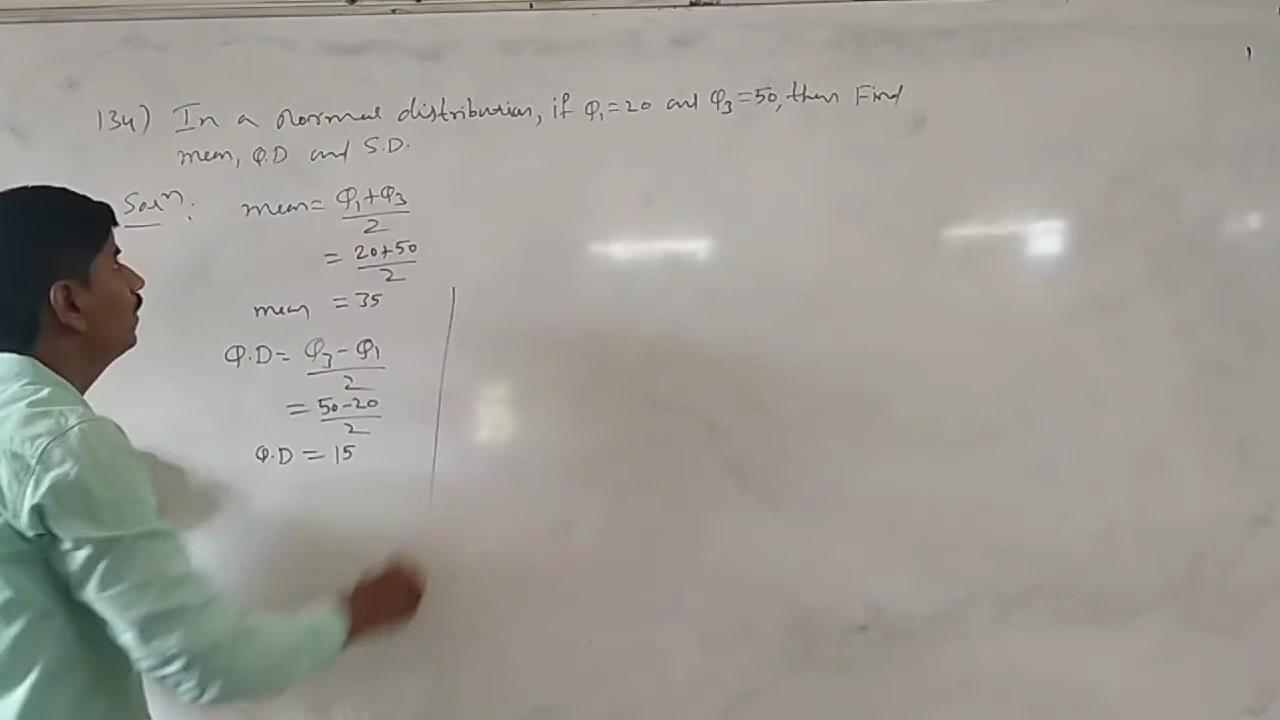 134) In a normal distribution, if Q₁=20 and Q₃=50, then Find
mean, Q.D and S.D.
Solⁿ: mean = Q₁+Q₃/2
= 20+50/2
mean = 35
Q.D = Q₃-Q₁/2
= 50-20/2
Q.D = 15